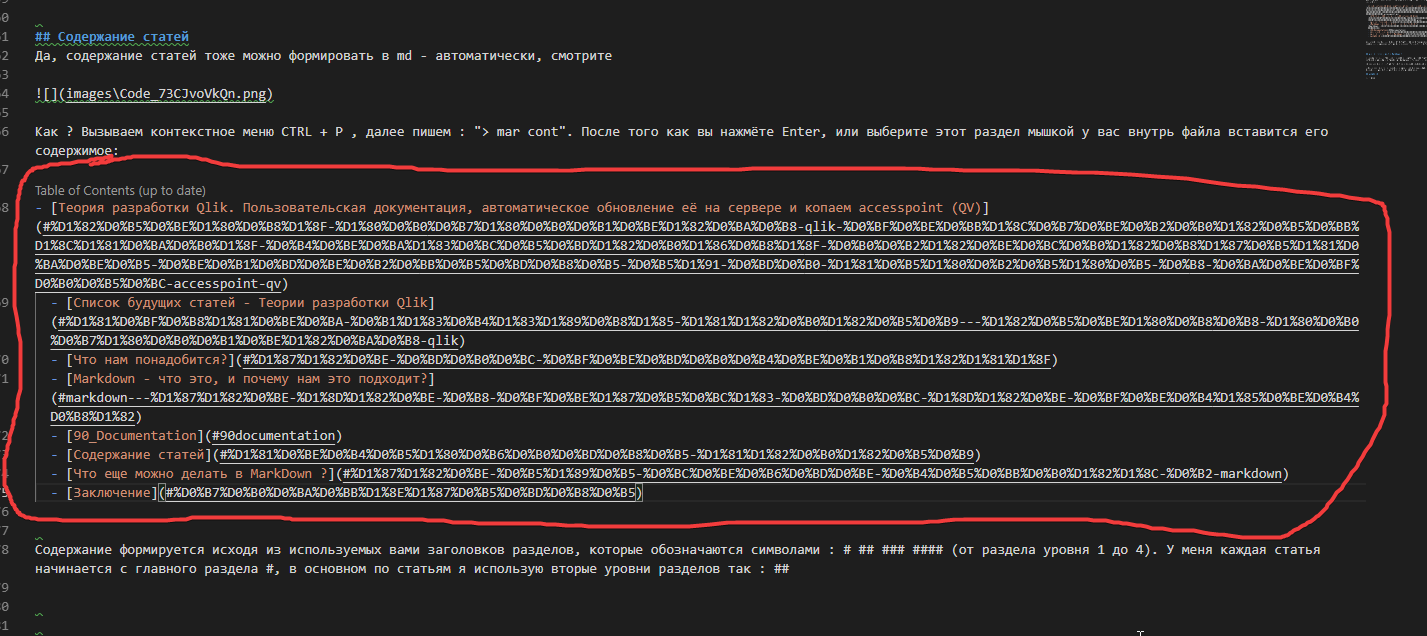 60
61 ## Содержание статей
62 Да, содержание статей тоже можно формировать в md - автоматически, смотрите
63
64 ![](images\Code_73CJvoVkQn.png)
65
66 Как ? Вызываем контекстное меню CTRL + P , далее пишем : "> mar cont". После того как вы нажмёте Enter, или выберите этот раздел мышкой у вас внутрь файла вставится его
содержимое:
67
Table of Contents (up to date)
68 - [Теория разработки Qlik. Пользовательская документация, автоматическое обновление её на сервере и копаем accesspoint (QV)]
(#%D1%82%D0%B5%D0%BE%D1%80%D0%B8%D1%8F-%D1%80%D0%B0%D0%B7%D1%80%D0%B0%D0%B1%D0%BE%D1%82%D0%BA%D0%B8-qlik-%D0%BF%D0%BE%D0%BB%D1%8C%D0%B7%D0%BE%D0%B2%D0%B0%D1%82%D0%B5%D0%BB%
D1%8C%D1%81%D0%BA%D0%B0%D1%8F-%D0%B4%D0%BE%D0%BA%D1%83%D0%BC%D0%B5%D0%BD%D1%82%D0%B0%D1%86%D0%B8%D1%8F-%D0%B0%D0%B2%D1%82%D0%BE%D0%BC%D0%B0%D1%82%D0%B8%D1%87%D0%B5%D1%81%D0
%BA%D0%BE%D0%B5-%D0%BE%D0%B1%D0%BD%D0%BE%D0%B2%D0%BB%D0%B5%D0%BD%D0%B8%D0%B5-%D0%B5%D1%91-%D0%BD%D0%B0-%D1%81%D0%B5%D1%80%D0%B2%D0%B5%D1%80%D0%B5-%D0%B8-%D0%BA%D0%BE%D0%BF%
D0%B0%D0%B5%D0%BC-accesspoint-qv)
69 - [Список будущих статей - Теории разработки Qlik]
(#%D1%81%D0%BF%D0%B8%D1%81%D0%BE%D0%BA-%D0%B1%D1%83%D0%B4%D1%83%D1%89%D0%B8%D1%85-%D1%81%D1%82%D0%B0%D1%82%D0%B5%D0%B9---%D1%82%D0%B5%D0%BE%D1%80%D0%B8%D0%B8-%D1%80%D0%B0
%D0%B7%D1%80%D0%B0%D0%B1%D0%BE%D1%82%D0%BA%D0%B8-qlik)
70 - [Что нам понадобится?](#%D1%87%D1%82%D0%BE-%D0%BD%D0%B0%D0%BC-%D0%BF%D0%BE%D0%BD%D0%B0%D0%B4%D0%BE%D0%B1%D0%B8%D1%82%D1%81%D1%8F)
71 - [Markdown - что это, и почему нам это подходит?]
(#markdown---%D1%87%D1%82%D0%BE-%D1%8D%D1%82%D0%BE-%D0%B8-%D0%BF%D0%BE%D1%87%D0%B5%D0%BC%D1%83-%D0%BD%D0%B0%D0%BC-%D1%8D%D1%82%D0%BE-%D0%BF%D0%BE%D0%B4%D1%85%D0%BE%D0%B4%
D0%B8%D1%82)
72 - [90_Documentation](#90documentation)
73 - [Содержание статей](#%D1%81%D0%BE%D0%B4%D0%B5%D1%80%D0%B6%D0%B0%D0%BD%D0%B8%D0%B5-%D1%81%D1%82%D0%B0%D1%82%D0%B5%D0%B9)
74 - [Что еще можно делать в MarkDown ?](#%D1%87%D1%82%D0%BE-%D0%B5%D1%89%D0%B5-%D0%BC%D0%BE%D0%B6%D0%BD%D0%BE-%D0%B4%D0%B5%D0%BB%D0%B0%D1%82%D1%8C-%D0%B2-markdown)
75 - [Заключение](#%D0%B7%D0%B0%D0%BA%D0%BB%D1%8E%D1%87%D0%B5%D0%BD%D0%B8%D0%B5)
76
77
78 Содержание формируется исходя из используемых вами заголовков разделов, которые обозначаются символами : # ## ### #### (от раздела уровня 1 до 4). У меня каждая статья
начинается с главного раздела #, в основном по статьям я использую вторые уровни разделов так : ##
79
80
81